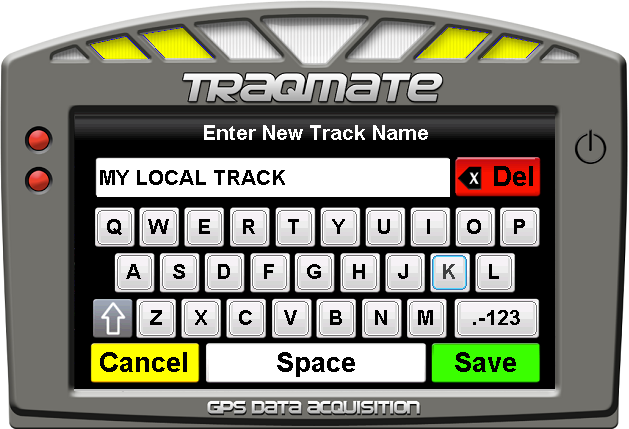 TRAQMATE
Enter New Track Name
MY LOCAL TRACK
X Del
Q W E R T Y U I O P
A S D F G H J K L
Z X C V B N M .-123
Cancel Space Save
GPS DATA ACQUISITION